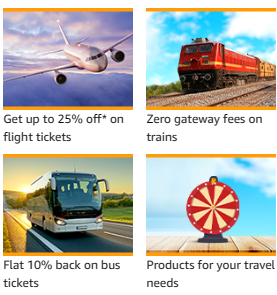 Get up to 25% off* on
flight tickets
Zero gateway fees on
trains
Flat 10% back on bus
tickets
Products for your travel
needs